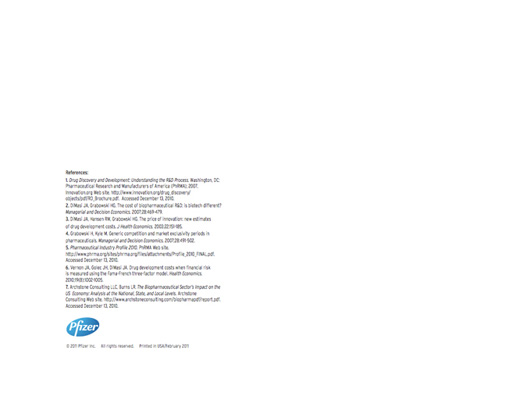 References:
1. Drug Discovery and Development: Understanding the R&D Process. Washington, DC:
Pharmaceutical Research and Manufacturers of America (PhRMA); 2007.
Innovation.org Web site. http://www.innovation.org/drug_discovery/
objects/pdf/RD_Brochure.pdf. Accessed December 13, 2010.
2. DiMasi JA, Grabowski HG. The cost of biopharmaceutical R&D: is biotech different?
Managerial and Decision Economics. 2007;28:469-479.
3. DiMasi JA, Hansen RW, Grabowski HG. The price of innovation: new estimates
of drug development costs. J Health Economics. 2003;22:151-185.
4. Grabowski H, Kyle M. Generic competition and market exclusivity periods in
pharmaceuticals. Managerial and Decision Economics. 2007;28:491-502.
5. Pharmaceutical Industry Profile 2010. PhRMA Web site.
http://www.phrma.org/sites/phrma.org/files/attachments/Profile_2010_FINAL.pdf.
Accessed December 13, 2010.
6. Vernon JA, Golec JH, DiMasi JA. Drug development costs when financial risk
is measured using the Fama-French three-factor model. Health Economics.
2010;19(8):1002-1005.
7. Archstone Consulting LLC, Burns LR. The Biopharmaceutical Sector's Impact on the
US Economy: Analysis at the National, State, and Local Levels. Archstone
Consulting Web site. http://www.archstoneconsulting.com/biopharmapdf/report.pdf.
Accessed December 13, 2010.
Pfizer
© 2011 Pfizer Inc. All rights reserved. Printed in USA/February 2011